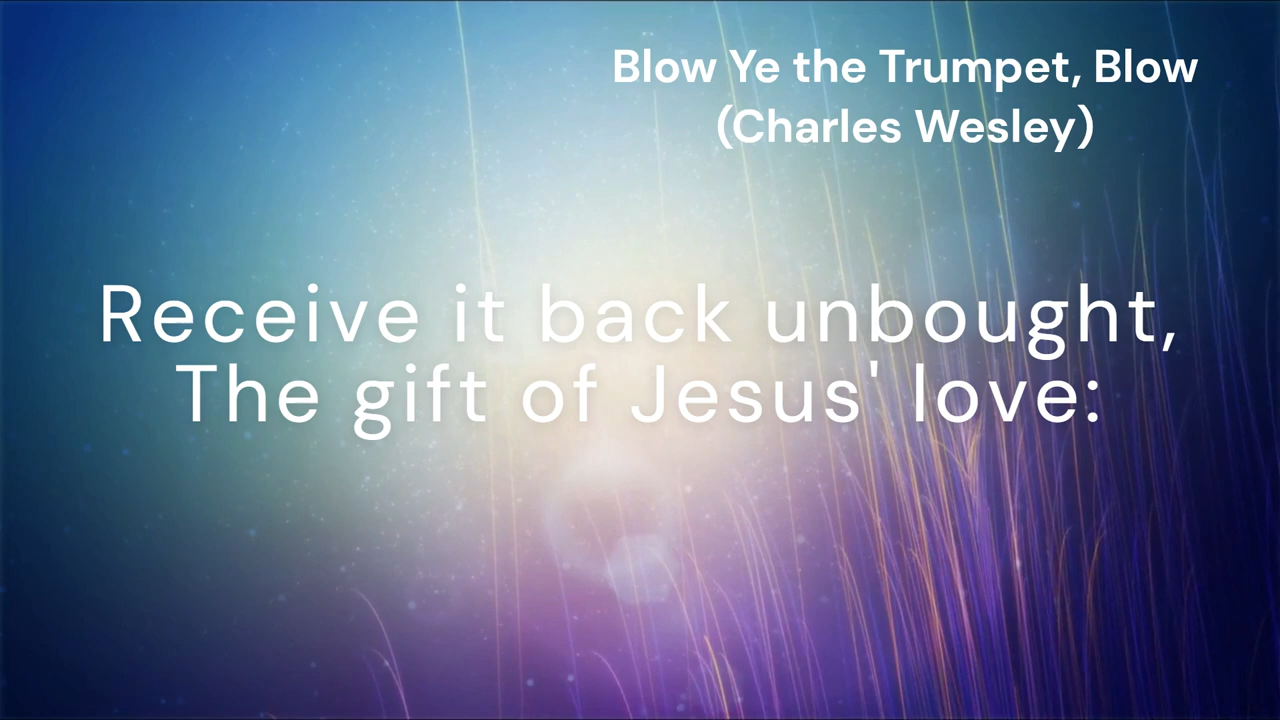 Blow Ye the Trumpet, Blow
(Charles Wesley)
Receive it back unbought,
The gift of Jesus' love: